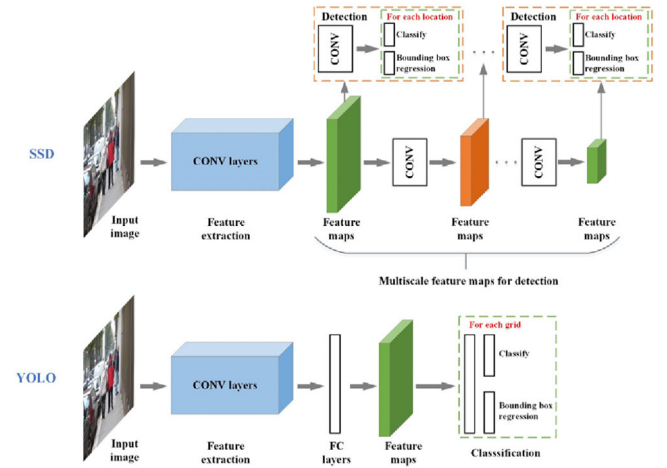 Detection
For each location
CONV
Classify
Bounding box
regression
Detection
For each location
CONV
Classify
Bounding box
regression
SSD
CONV layers
CONV
CONV
Input
image
Feature
extraction
Feature
maps
Feature
maps
Feature
maps
Multiscale feature maps for detection
YOLO
CONV layers
For each grid
Classify
Bounding box
regression
Input
image
Feature
extraction
FC
layers
Feature
maps
Classsification